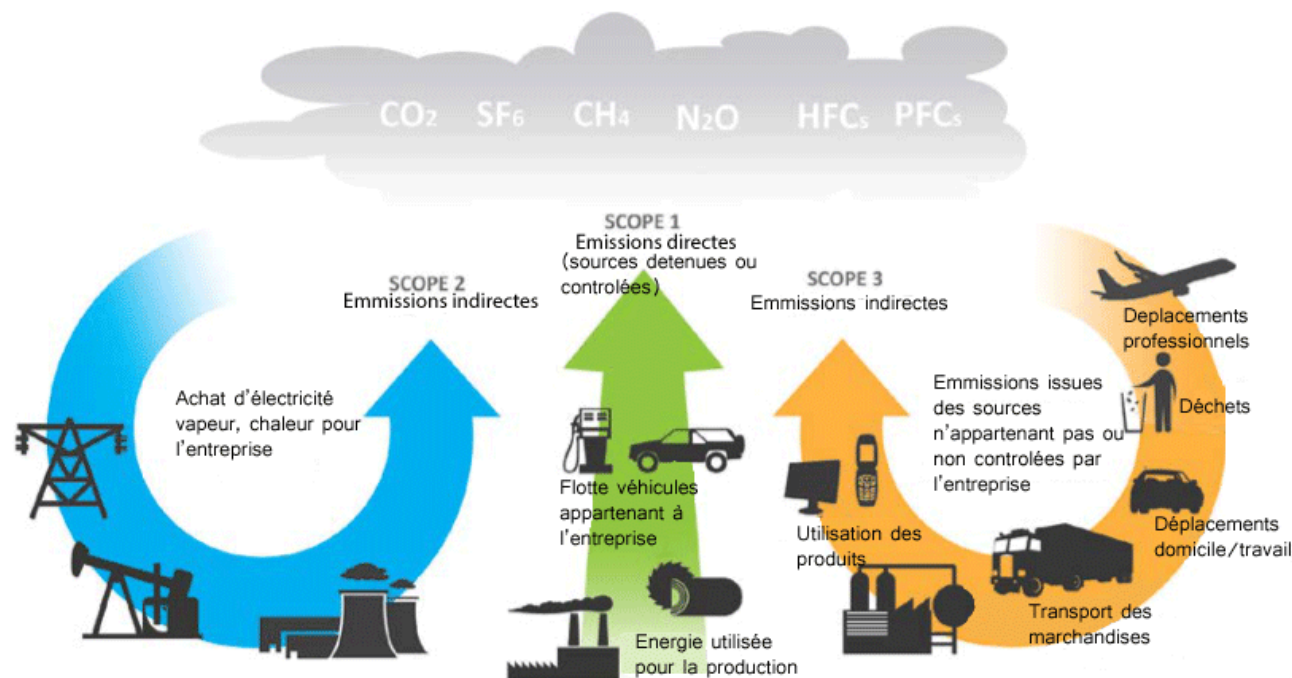 CO₂ SF₆ CH₄ N₂O HFCs PFCs
SCOPE 1
Emissions directes
(sources detenues ou
controlées)
SCOPE 2
Emmissions indirectes
SCOPE 3
Emmissions indirectes
Achat d'électricité
vapeur, chaleur pour
l'entreprise
Flotte véhicules
appartenant à
l'entreprise
Energie utilisée
pour la production
Emmissions issues
des sources
n'appartenant pas ou
non controlées par
l'entreprise
Deplacements
professionnels
Déchets
Déplacements
domicile/travail
Transport des
marchandises
Utilisation des
produits